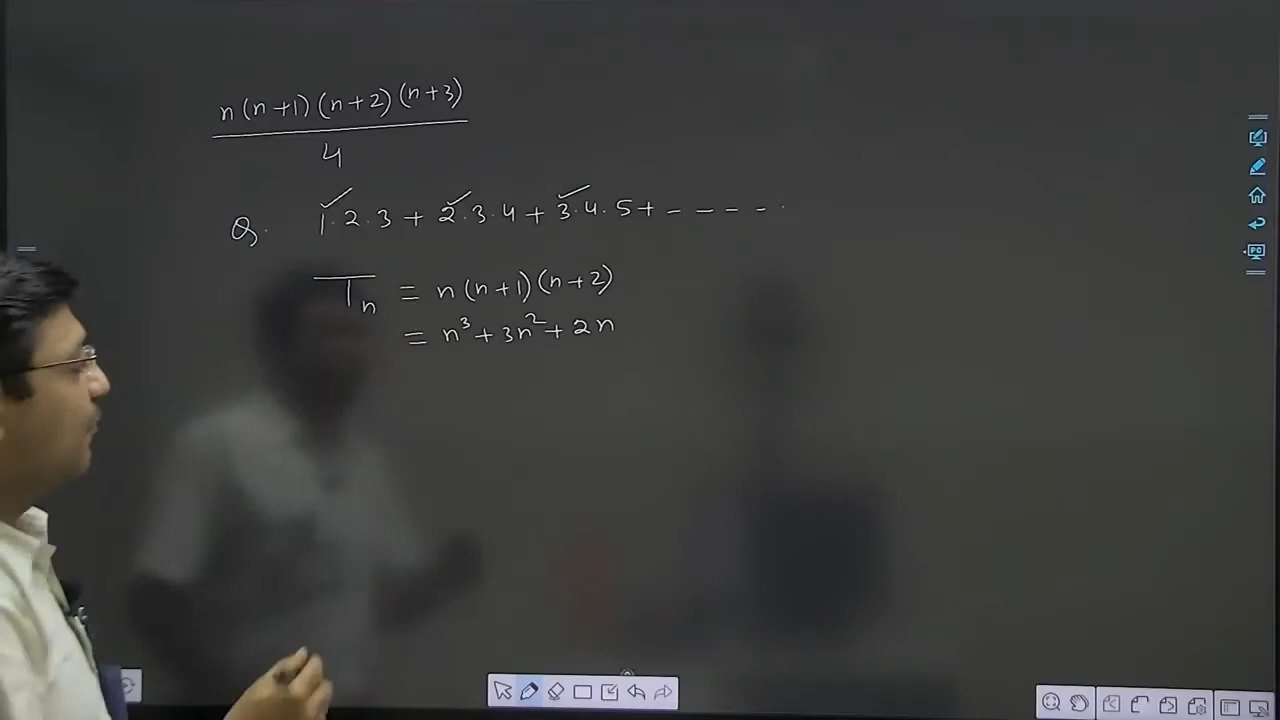 n(n+1)(n+2)(n+3)
4
Q. 1·2·3 + 2·3·4 + 3·4·5 + - - - - -
Tn = n(n+1)(n+2)
= n³ + 3n² + 2n
PC